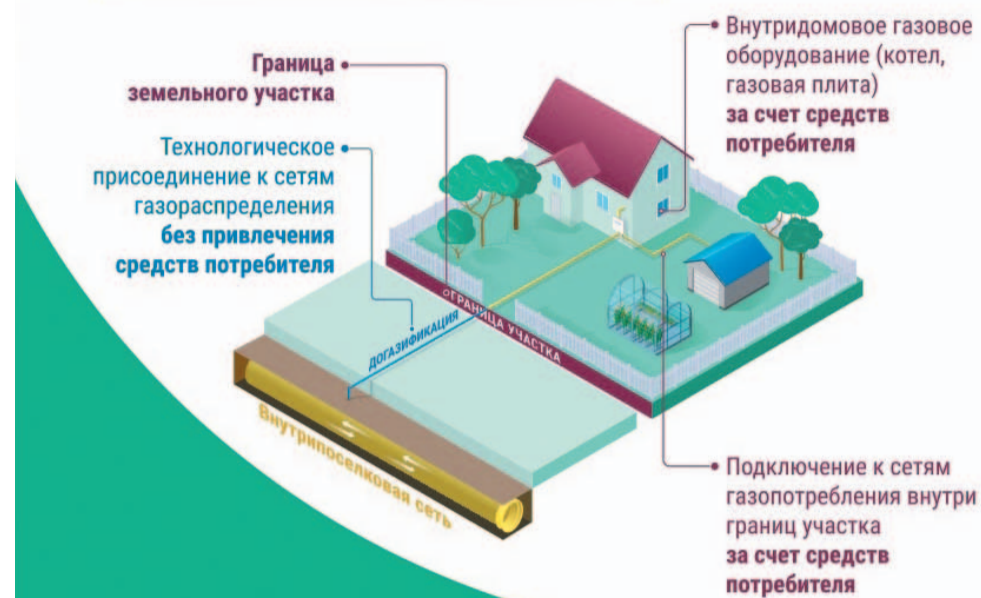 Граница
земельного участка
Технологическое
присоединение к сетям
газораспределения
без привлечения
средств потребителя
Внутридомовое газовое
оборудование (котел,
газовая плита)
за счет средств
потребителя
ГРАНИЦА УЧАСТКА
ДОГАЗИФИКАЦИЯ
Внутрипоселковая сеть
Подключение к сетям
газопотребления внутри
границ участка
за счет средств
потребителя